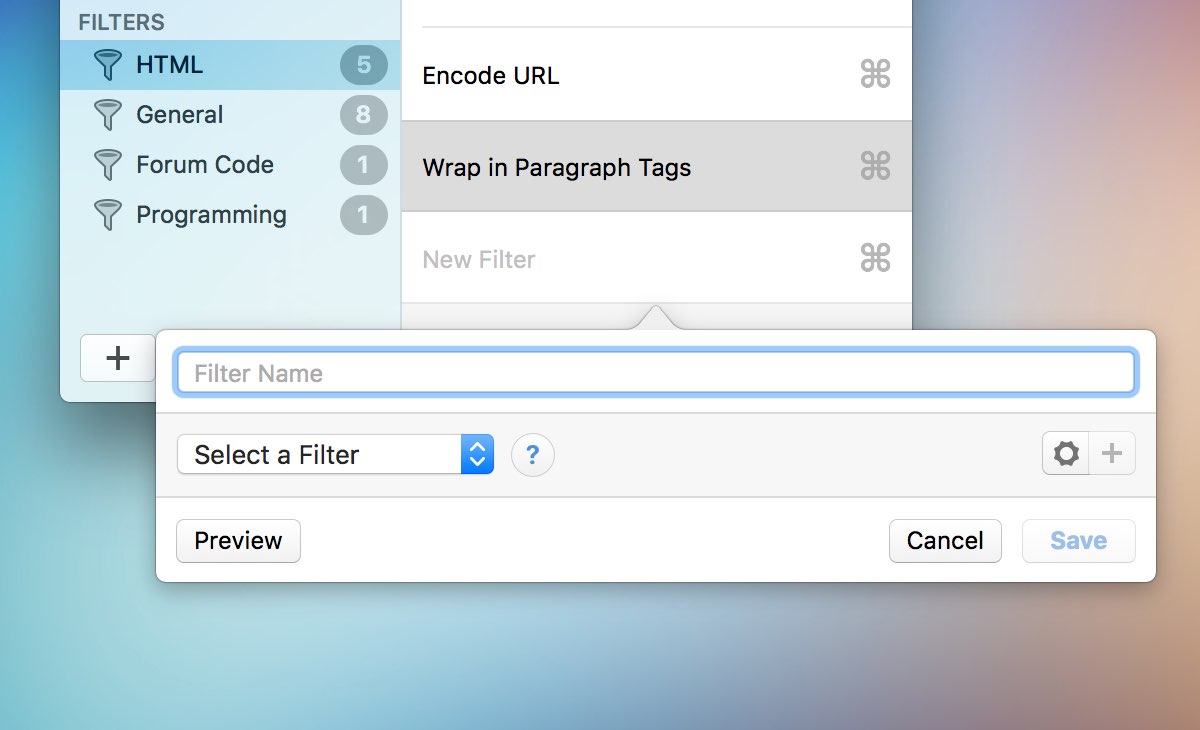 FILTERS
HTML 5
General 8
Forum Code 1
Programming 1
Encode URL ⌘
Wrap in Paragraph Tags ⌘
New Filter ⌘
+
Filter Name
Select a Filter ? +
Preview Cancel Save